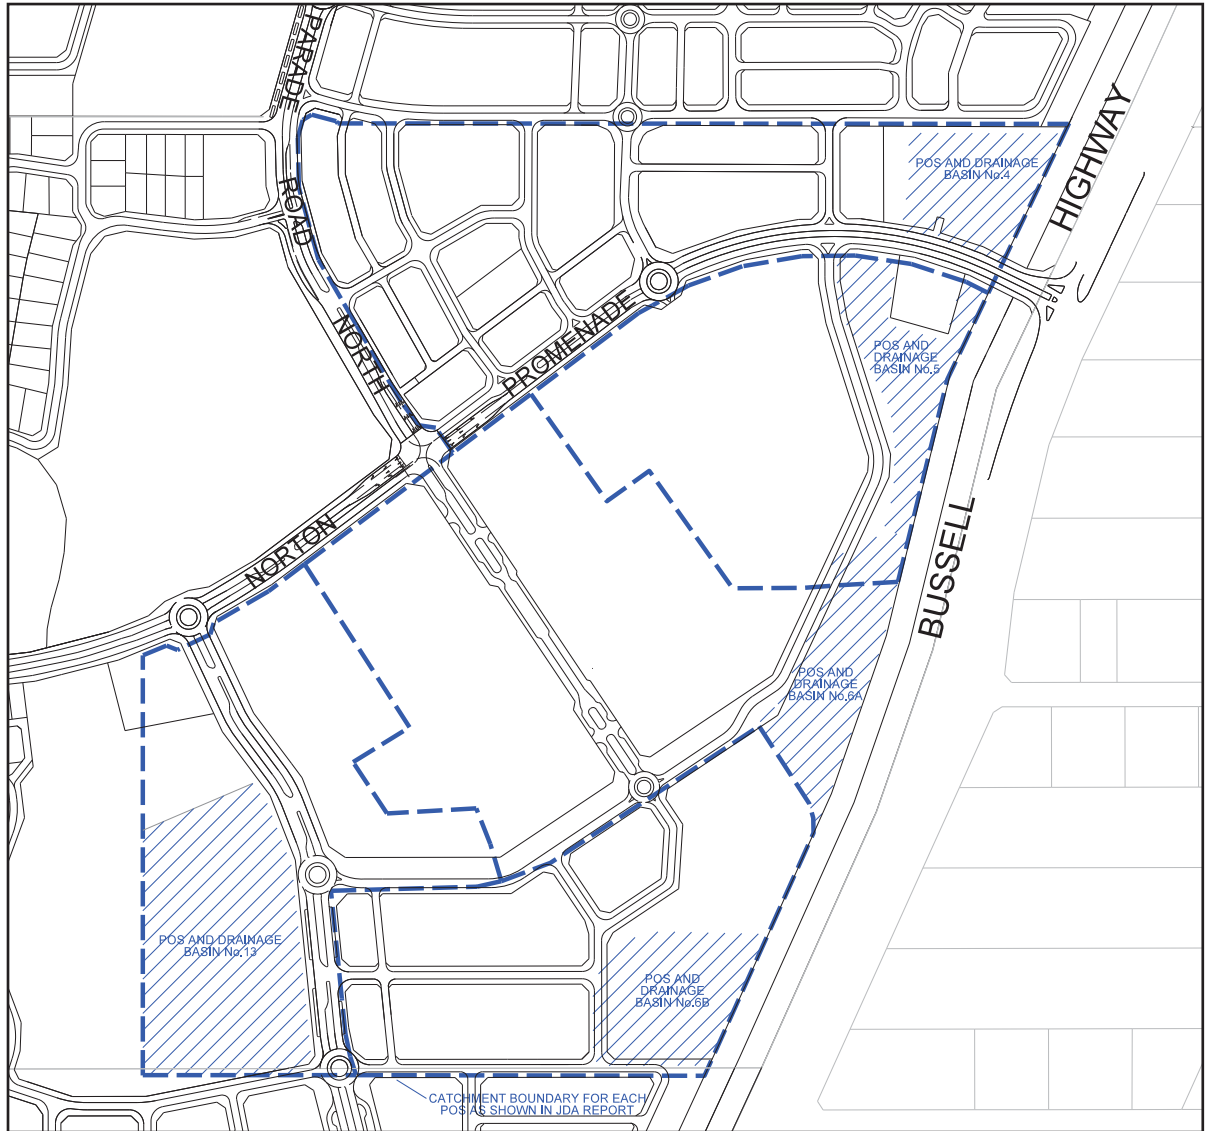 PARADE
ROAD
NORTH
POS AND DRAINAGE
BASIN No.4
HIGHWAY
PROMENADE
POS AND
DRAINAGE
BASIN No.5
NORTON
BUSSELL
POS AND
DRAINAGE
BASIN No.6A
POS AND DRAINAGE
BASIN No.13
POS AND
DRAINAGE
BASIN No.6B
CATCHMENT BOUNDARY FOR EACH
POS AS SHOWN IN JDA REPORT